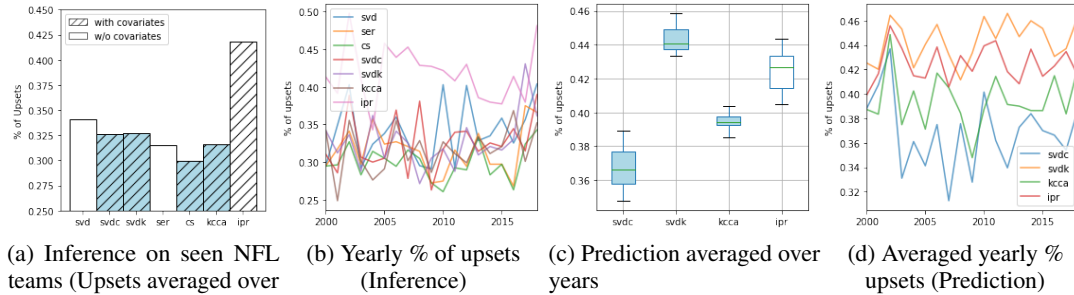 0.450
0.425
0.400
0.375
0.350
0.325
0.300
0.275
0.250
% of Upsets
with covariates
w/o covariates
svd
svdc
svdk
ser
cs
kcca
ipr
0.50
0.45
0.40
0.35
0.30
0.25
% of upsets
svd
ser
cs
svdc
svdk
kcca
ipr
2000
2005
2010
2015
0.46
0.44
0.42
0.40
0.38
0.36
% of upsets
svdc
svdk
kcca
ipr
0.46
0.44
0.42
0.40
0.38
0.36
0.34
0.32
% of upsets
svdc
svdk
kcca
ipr
2000
2005
2010
2015
(a) Inference on seen NFL
teams (Upsets averaged over
(b) Yearly % of upsets
(Inference)
(c) Prediction averaged over
years
(d) Averaged yearly %
upsets (Prediction)